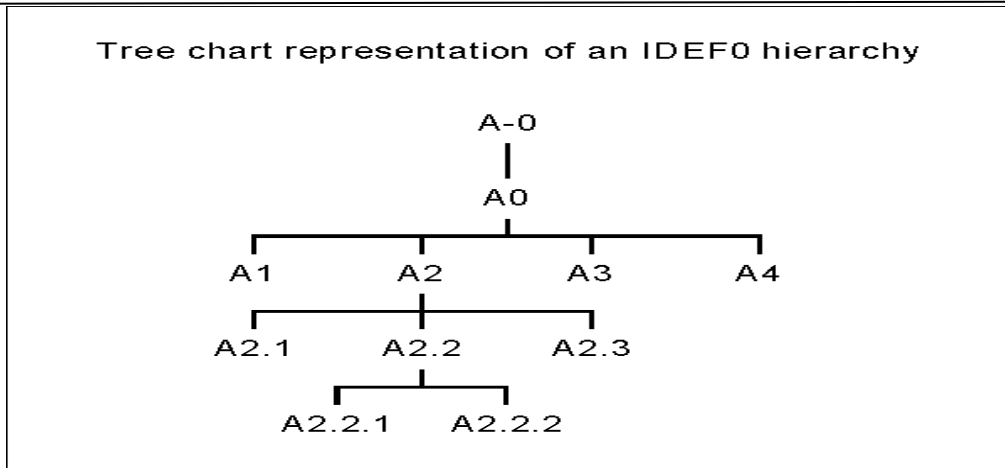 Tree chart representation of an IDEF0 hierarchy
A-0
A0
A1 A2 A3 A4
A2.1 A2.2 A2.3
A2.2.1 A2.2.2